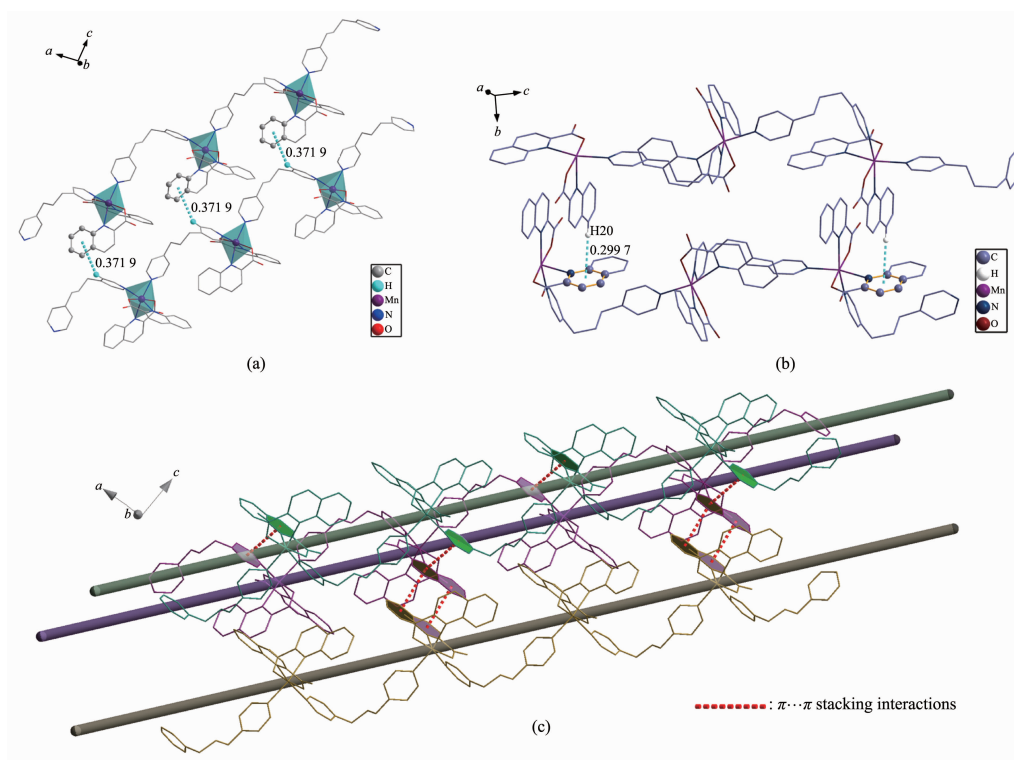 c
a
b
0.371 9
0.371 9
0.371 9
C
H
Mn
N
O
(a)
a
c
b
H20
0.299 7
C
H
Mn
N
O
(b)
a
c
b
: π···π stacking interactions
(c)